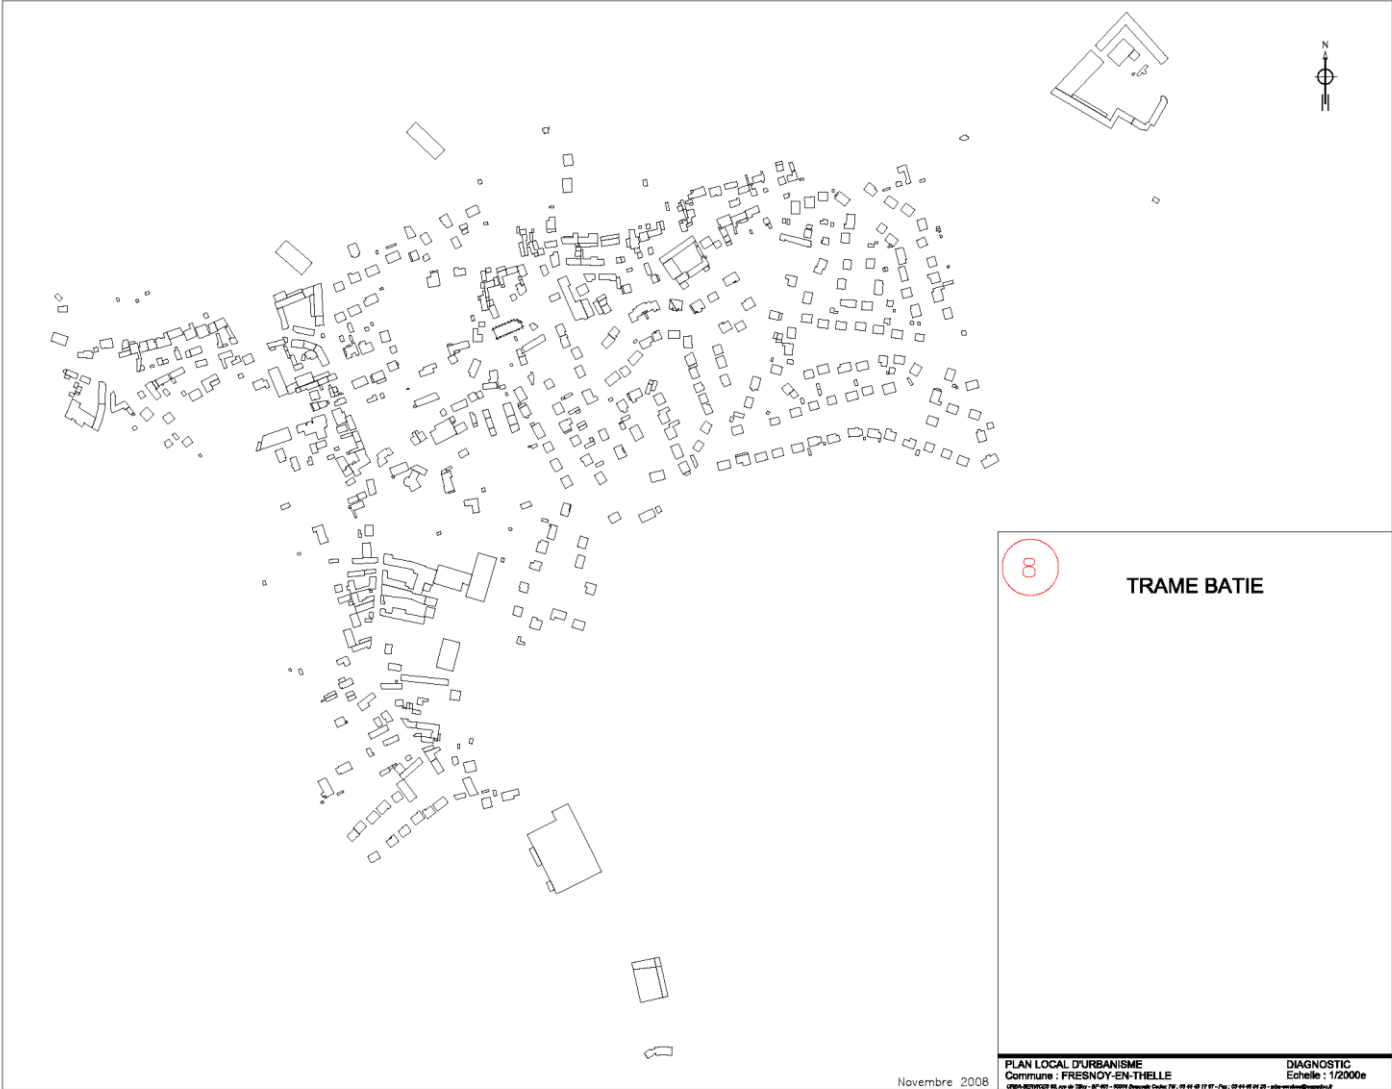 N
8
TRAME BATIE
Novembre 2008
PLAN LOCAL D'URBANISME DIAGNOSTIC
Commune : FRESNOY-EN-THELLE Echelle : 1/2000e